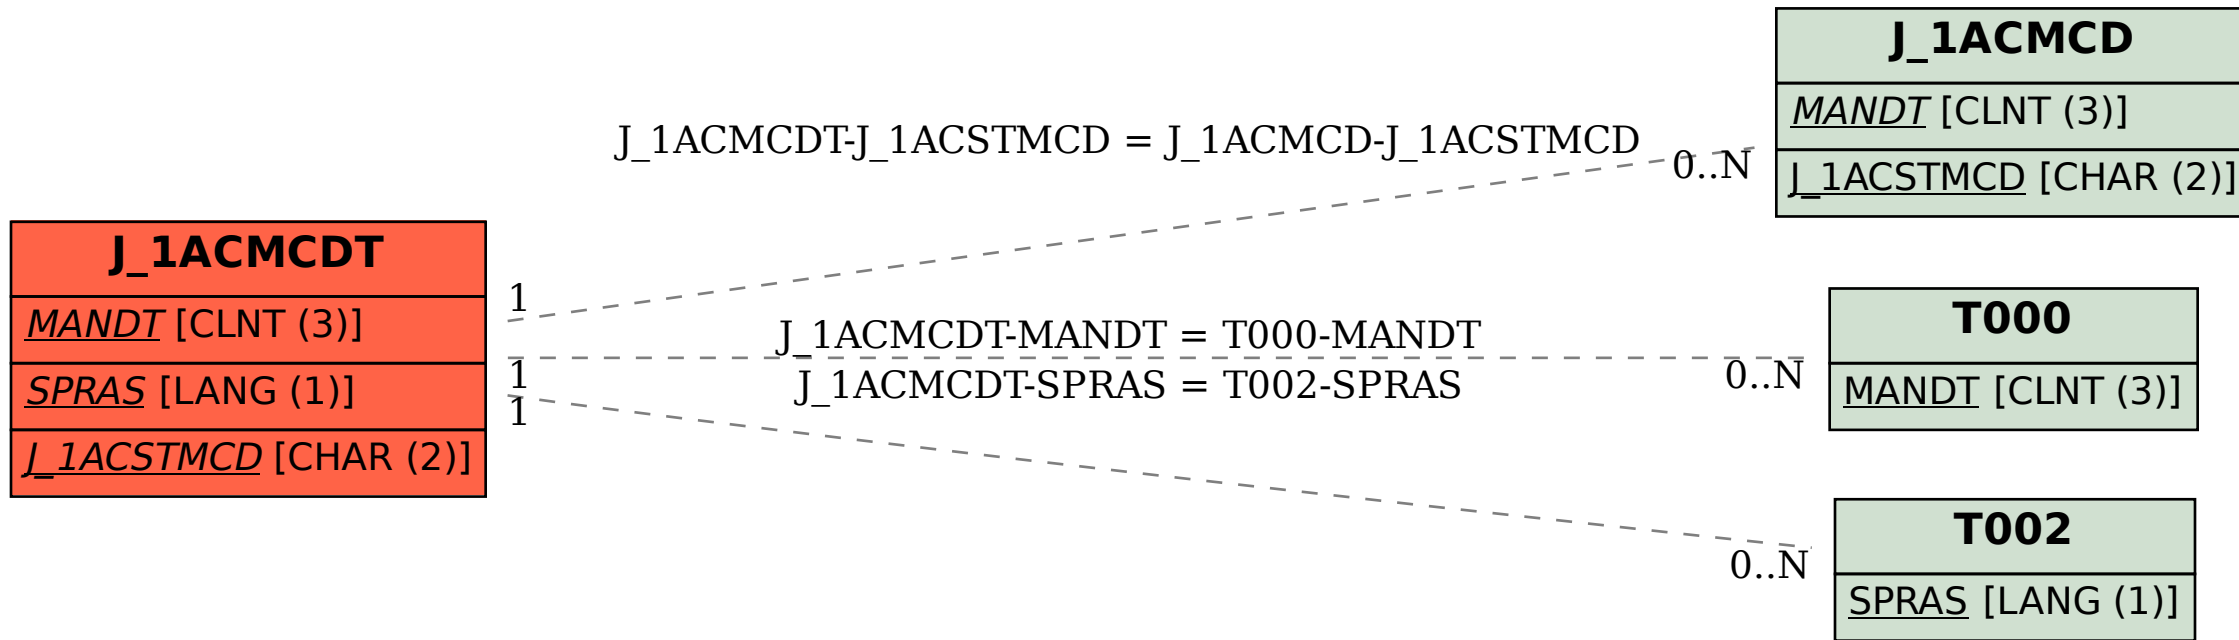 J_1ACMCD
MANDT [CLNT (3)]
J_1ACSTMCD [CHAR (2)]
J_1ACMCDT-J_1ACSTMCD = J_1ACMCD-J_1ACSTMCD
0..N
1
J_1ACMCDT
MANDT [CLNT (3)]
SPRAS [LANG (1)]
J_1ACSTMCD [CHAR (2)]
J_1ACMCDT-MANDT = T000-MANDT
1
0..N
J_1ACMCDT-SPRAS = T002-SPRAS
1
0..N
T000
MANDT [CLNT (3)]
T002
SPRAS [LANG (1)]